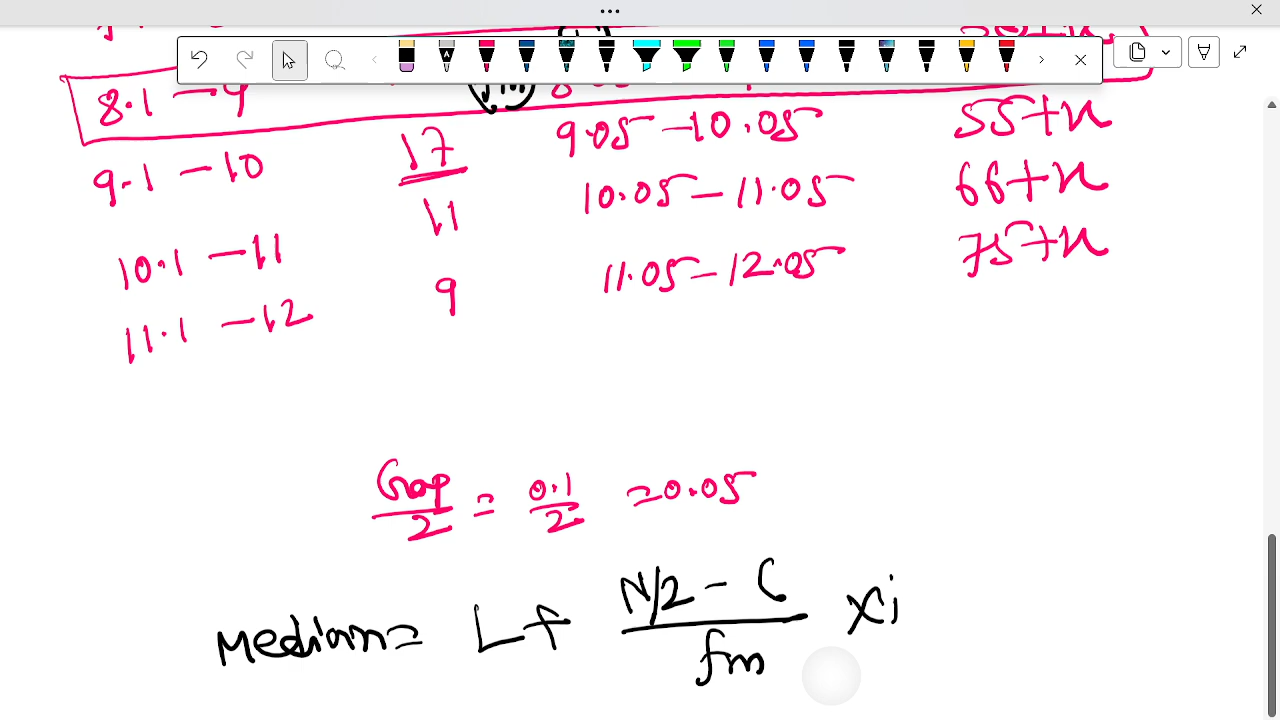 8.1 - 9
9.05 - 10.05 55+x
9.1 - 10 17
10.05 - 11.05 66+x
11
10.1 - 11 11.05 - 12.05 75+x
9
11.1 - 12
Gap/2 = 0.1/2 = 0.05
Median = L + (N/2 - C)/fm × i